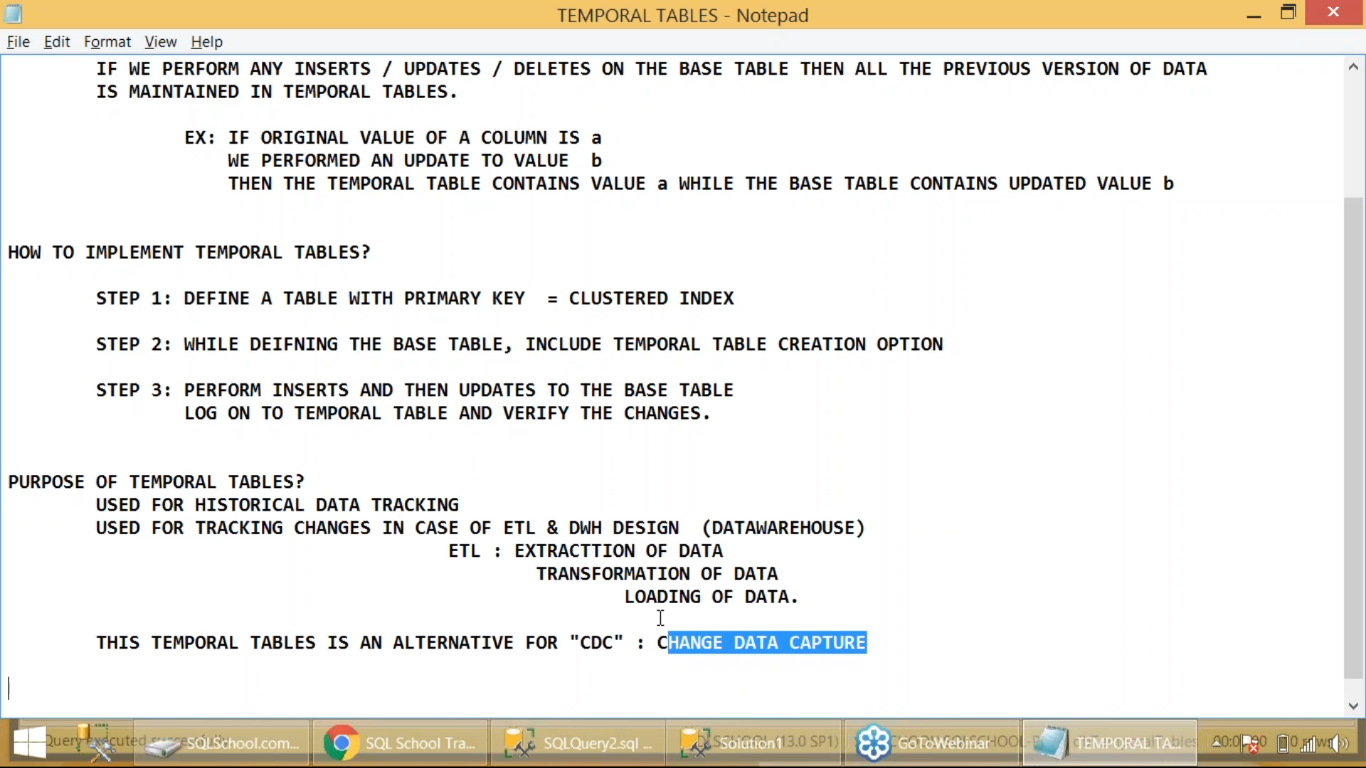 TEMPORAL TABLES - Notepad
File Edit Format View Help
IF WE PERFORM ANY INSERTS / UPDATES / DELETES ON THE BASE TABLE THEN ALL THE PREVIOUS VERSION OF DATA
IS MAINTAINED IN TEMPORAL TABLES.
EX: IF ORIGINAL VALUE OF A COLUMN IS a
WE PERFORMED AN UPDATE TO VALUE b
THEN THE TEMPORAL TABLE CONTAINS VALUE a WHILE THE BASE TABLE CONTAINS UPDATED VALUE b
HOW TO IMPLEMENT TEMPORAL TABLES?
STEP 1: DEFINE A TABLE WITH PRIMARY KEY = CLUSTERED INDEX
STEP 2: WHILE DEIFNING THE BASE TABLE, INCLUDE TEMPORAL TABLE CREATION OPTION
STEP 3: PERFORM INSERTS AND THEN UPDATES TO THE BASE TABLE
LOG ON TO TEMPORAL TABLE AND VERIFY THE CHANGES.
PURPOSE OF TEMPORAL TABLES?
USED FOR HISTORICAL DATA TRACKING
USED FOR TRACKING CHANGES IN CASE OF ETL & DWH DESIGN (DATAWAREHOUSE)
ETL : EXTRACTTION OF DATA
TRANSFORMATION OF DATA
LOADING OF DATA.
THIS TEMPORAL TABLES IS AN ALTERNATIVE FOR "CDC" : CHANGE DATA CAPTURE
SQLSchool.com... SQL School Tra... SQLQuery2.sql ... Solution1 (13.0 SP1) GoToWebinar TEMPORAL TA...